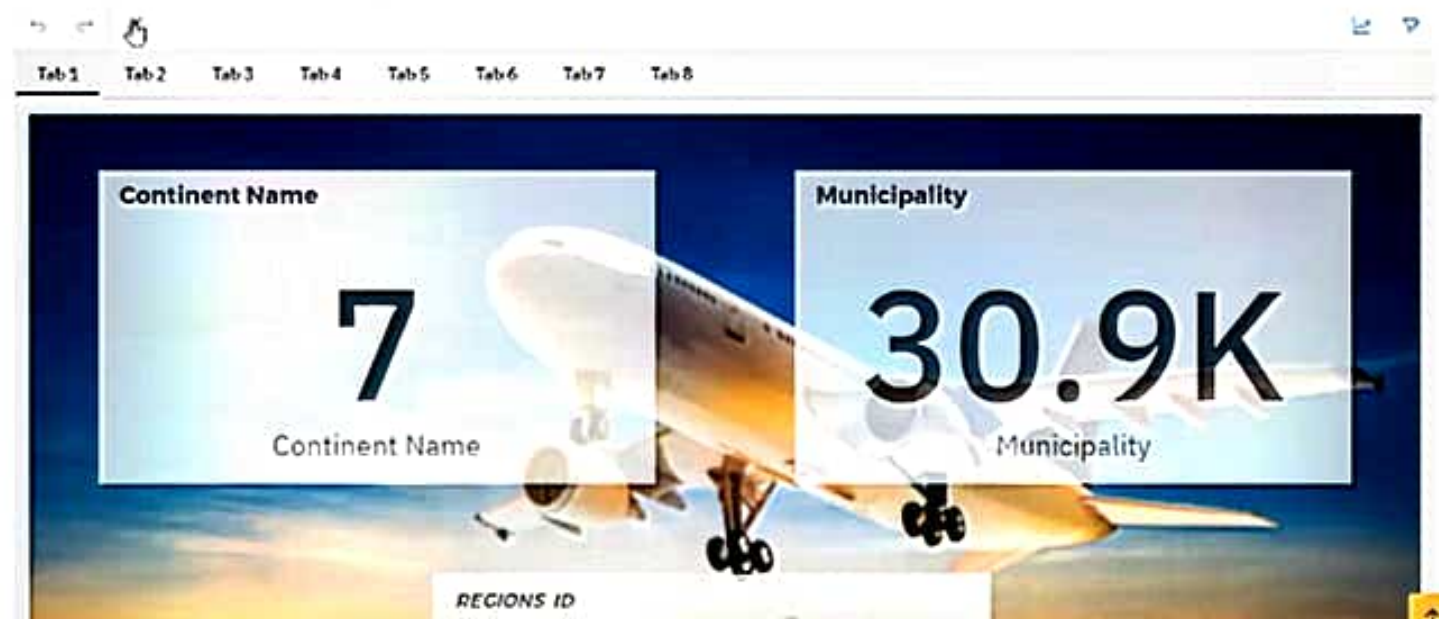 Tab 1 Tab 2 Tab 3 Tab 4 Tab 5 Tab 6 Tab 7 Tab 8
Continent Name
7
Continent Name
Municipality
30.9K
Municipality
REGIONS ID